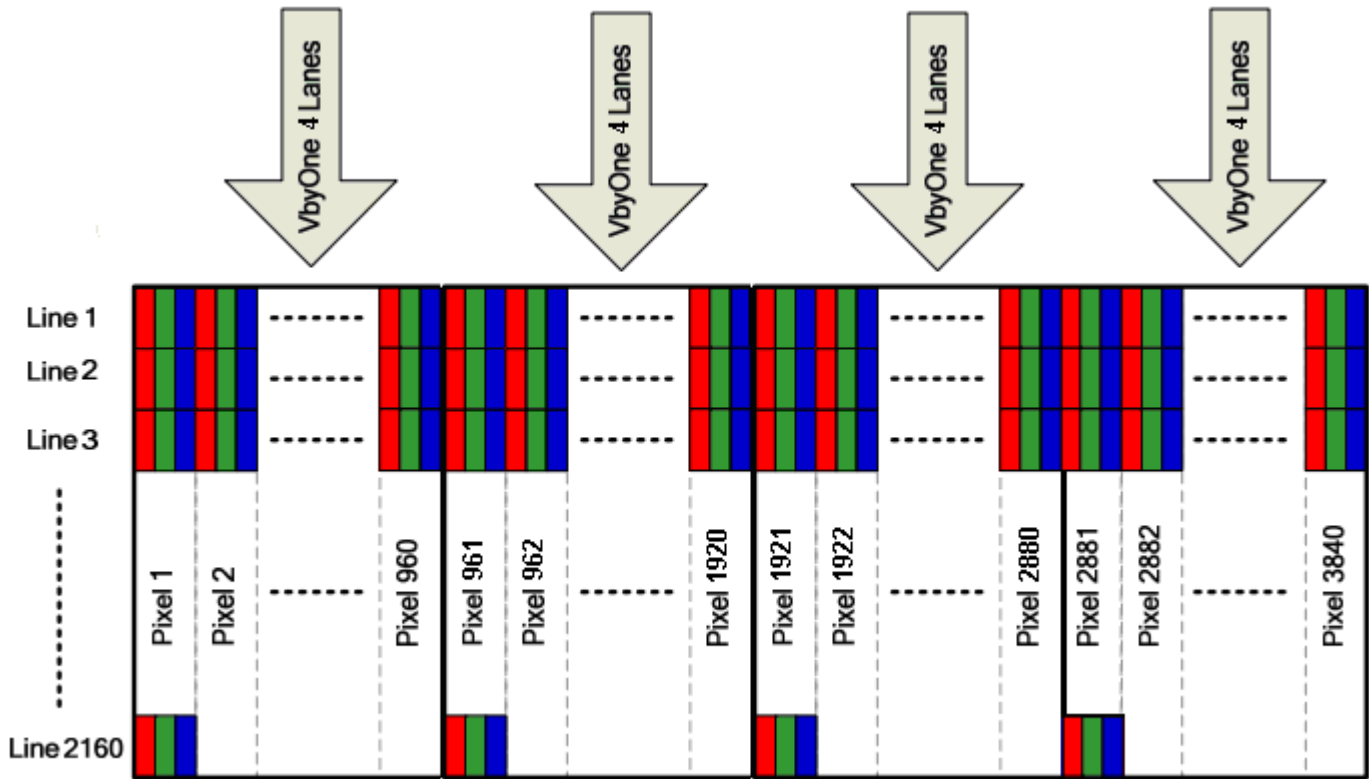 VbyOne 4 Lanes
VbyOne 4 Lanes
VbyOne 4 Lanes
VbyOne 4 Lanes
Line 1
Line 2
Line 3
Pixel 1
Pixel 2
Pixel 960
Pixel 961
Pixel 962
Pixel 1920
Pixel 1921
Pixel 1922
Pixel 2880
Pixel 2881
Pixel 2882
Pixel 3840
Line 2160